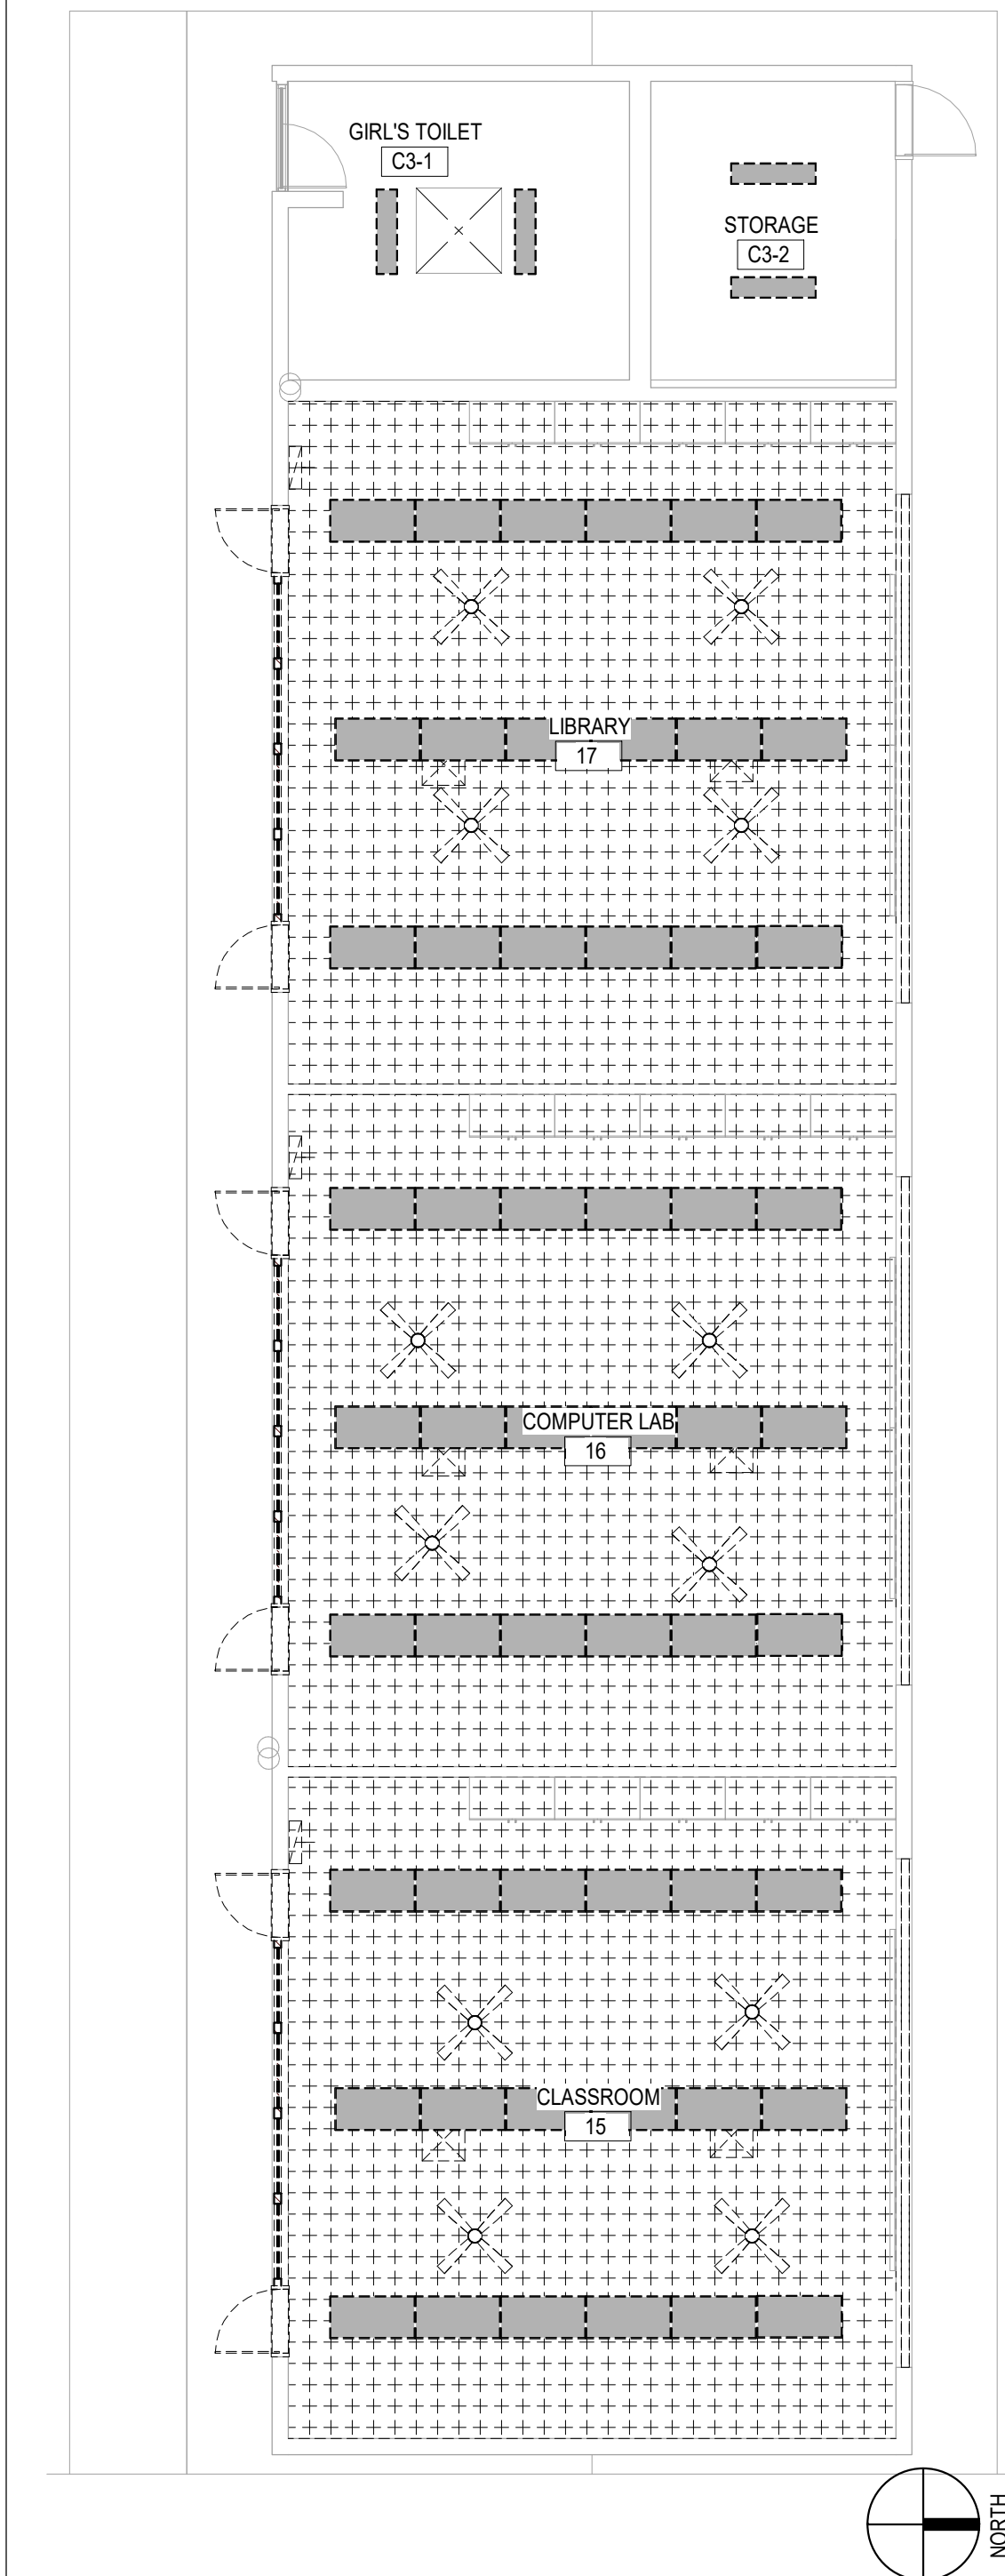 GIRL'S TOILET
C3-1
STORAGE
C3-2
LIBRARY
17
COMPUTER LAB
16
CLASSROOM
15
NORTH